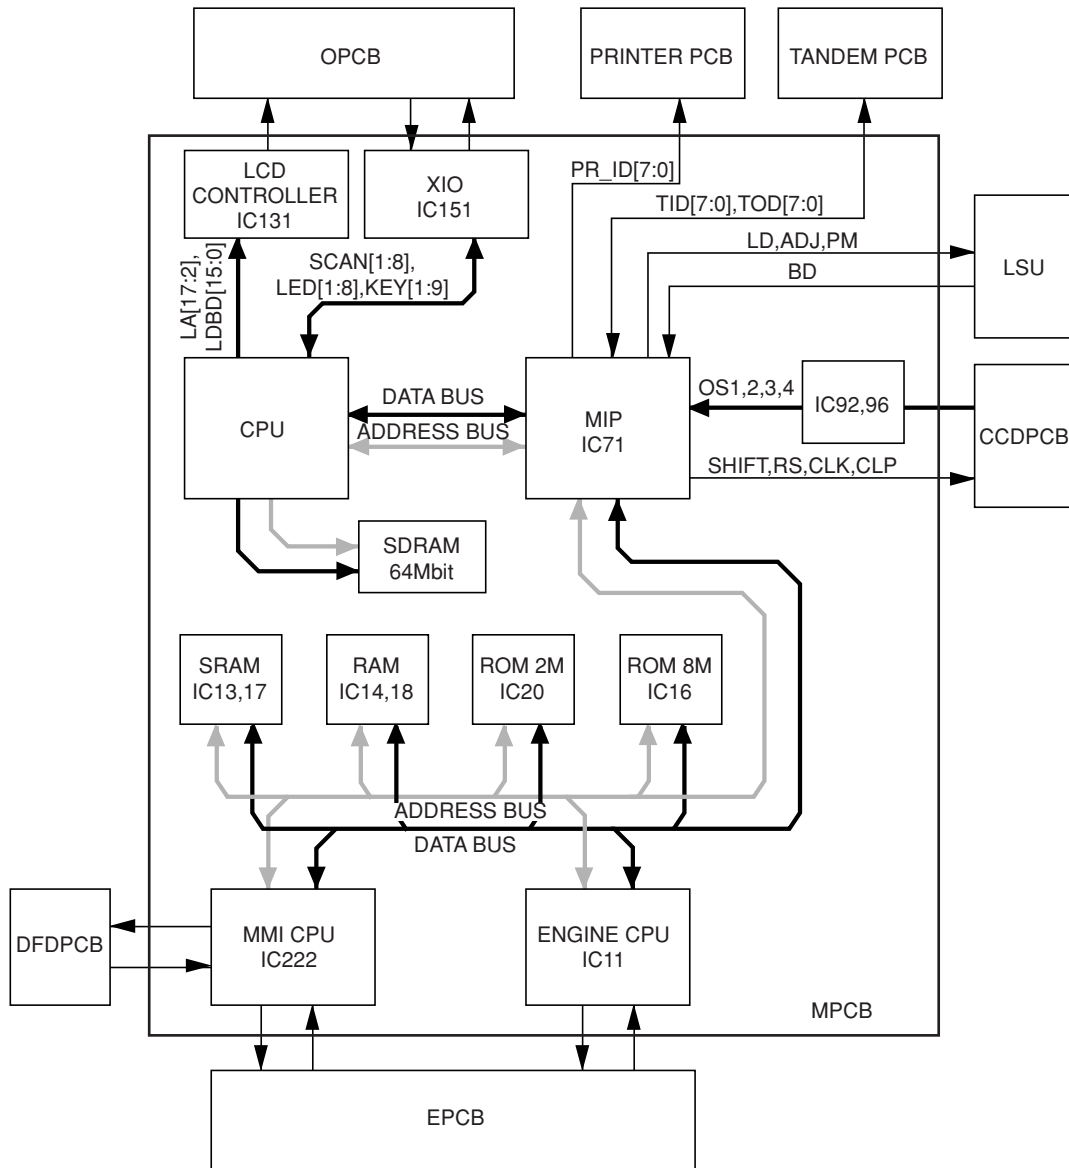 OPCB
PRINTER PCB
TANDEM PCB
LCD
CONTROLLER
IC131
XIO
IC151
PR_ID[7:0]
TID[7:0],TOD[7:0]
LD,ADJ,PM
BD
LSU
LA[17:2],
LDBD[15:0]
SCAN[1:8],
LED[1:8],KEY[1:9]
CPU
DATA BUS
ADDRESS BUS
MIP
IC71
OS1,2,3,4
IC92,96
CCDPCB
SHIFT,RS,CLK,CLP
SDRAM
64Mbit
SRAM
IC13,17
RAM
IC14,18
ROM 2M
IC20
ROM 8M
IC16
ADDRESS BUS
DATA BUS
DFDPCB
MMI CPU
IC222
ENGINE CPU
IC11
MPCB
EPCB